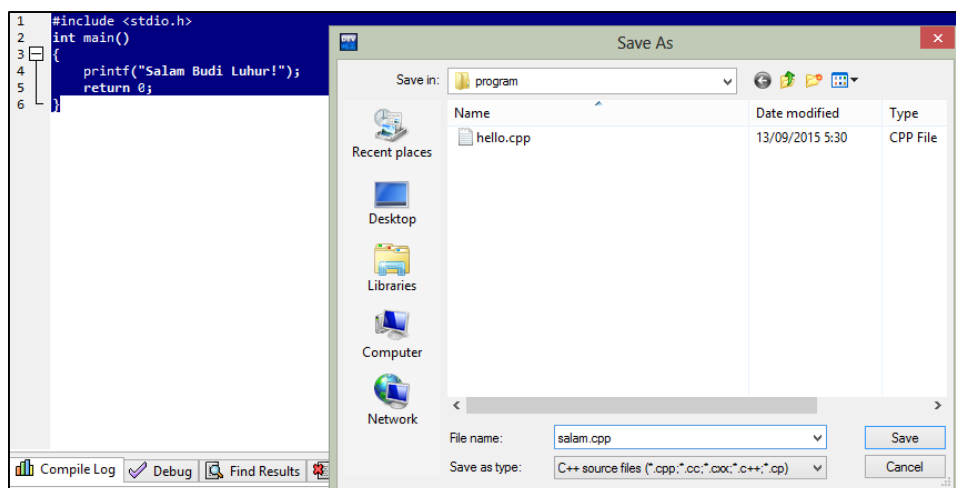 1 #include <stdio.h>
2 int main()
3 {
4 printf("Salam Budi Luhur!");
5 return 0;
6 }
DEV
Save As
Save in: program
Name Date modified Type
hello.cpp 13/09/2015 5:30 CPP File
Recent places
Desktop
Libraries
Computer
Network
File name: salam.cpp Save
Save as type: C++ source files (*.cpp;*.cc;*.cxx;*.c++;*.cp) Cancel
Compile Log Debug Find Results